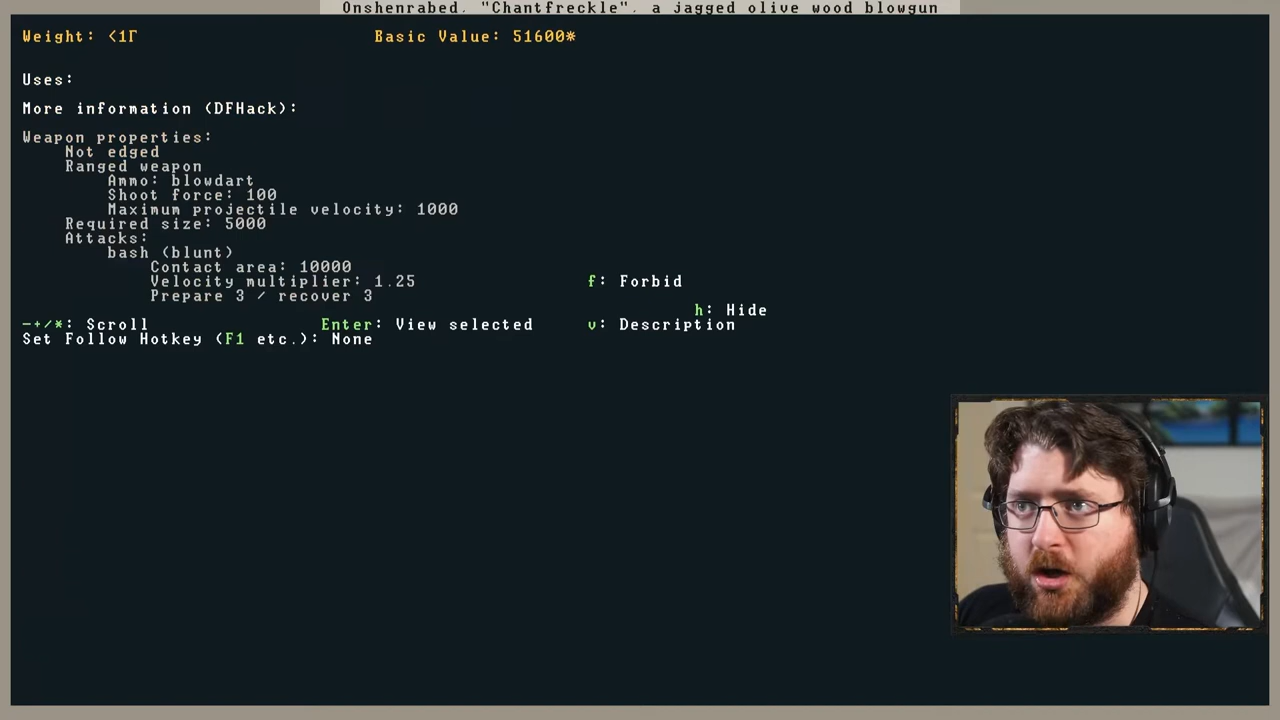 Onshenrabed, "Chantfreckle", a jagged olive wood blowgun
Weight: <1Γ Basic Value: 51600*
Uses:
More information (DFHack):
Weapon properties:
Not edged
Ranged weapon
Ammo: blowdart
Shoot force: 100
Maximum projectile velocity: 1000
Required size: 5000
Attacks:
bash (blunt)
Contact area: 10000
Velocity multiplier: 1.25 f: Forbid
Prepare 3 / recover 3
h: Hide
-+/*: Scroll Enter: View selected v: Description
Set Follow Hotkey (F1 etc.): None